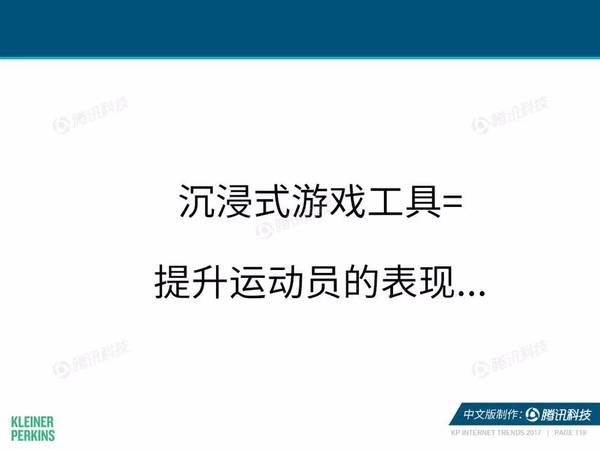 腾讯科技
腾讯科技
沉浸式游戏工具=
腾讯科技
提升运动员的表现...
腾讯科技
腾讯科技
KLEINER
PERKINS
中文版制作：腾讯科技
KP INTERNET TRENDS 2017 | PAGE 119